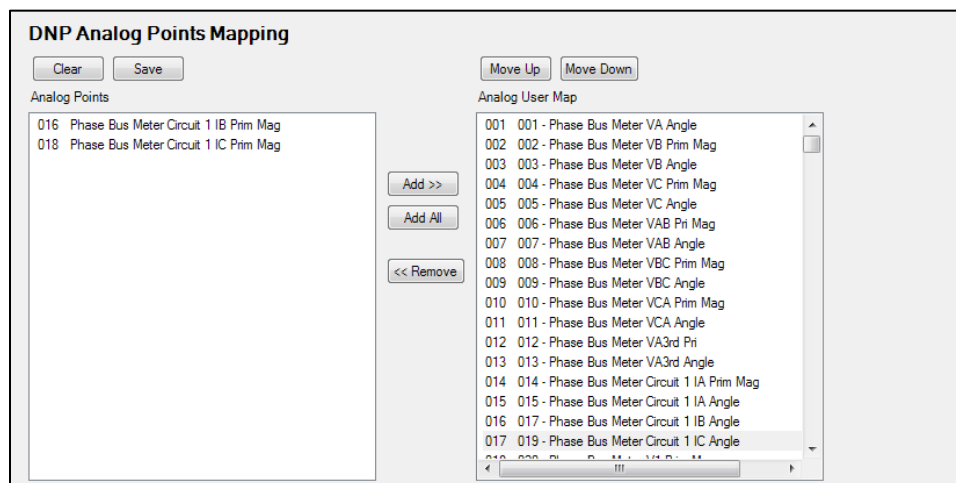 DNP Analog Points Mapping
Clear Save
Move Up Move Down
Analog Points
Analog User Map
016 Phase Bus Meter Circuit 1 IB Prim Mag
018 Phase Bus Meter Circuit 1 IC Prim Mag
Add >>
Add All
<< Remove
001 001 - Phase Bus Meter VA Angle
002 002 - Phase Bus Meter VB Prim Mag
003 003 - Phase Bus Meter VB Angle
004 004 - Phase Bus Meter VC Prim Mag
005 005 - Phase Bus Meter VC Angle
006 006 - Phase Bus Meter VAB Pri Mag
007 007 - Phase Bus Meter VAB Angle
008 008 - Phase Bus Meter VBC Prim Mag
009 009 - Phase Bus Meter VBC Angle
010 010 - Phase Bus Meter VCA Prim Mag
011 011 - Phase Bus Meter VCA Angle
012 012 - Phase Bus Meter VA3rd Pri
013 013 - Phase Bus Meter VA3rd Angle
014 014 - Phase Bus Meter Circuit 1 IA Prim Mag
015 015 - Phase Bus Meter Circuit 1 IA Angle
016 017 - Phase Bus Meter Circuit 1 IB Angle
017 019 - Phase Bus Meter Circuit 1 IC Angle